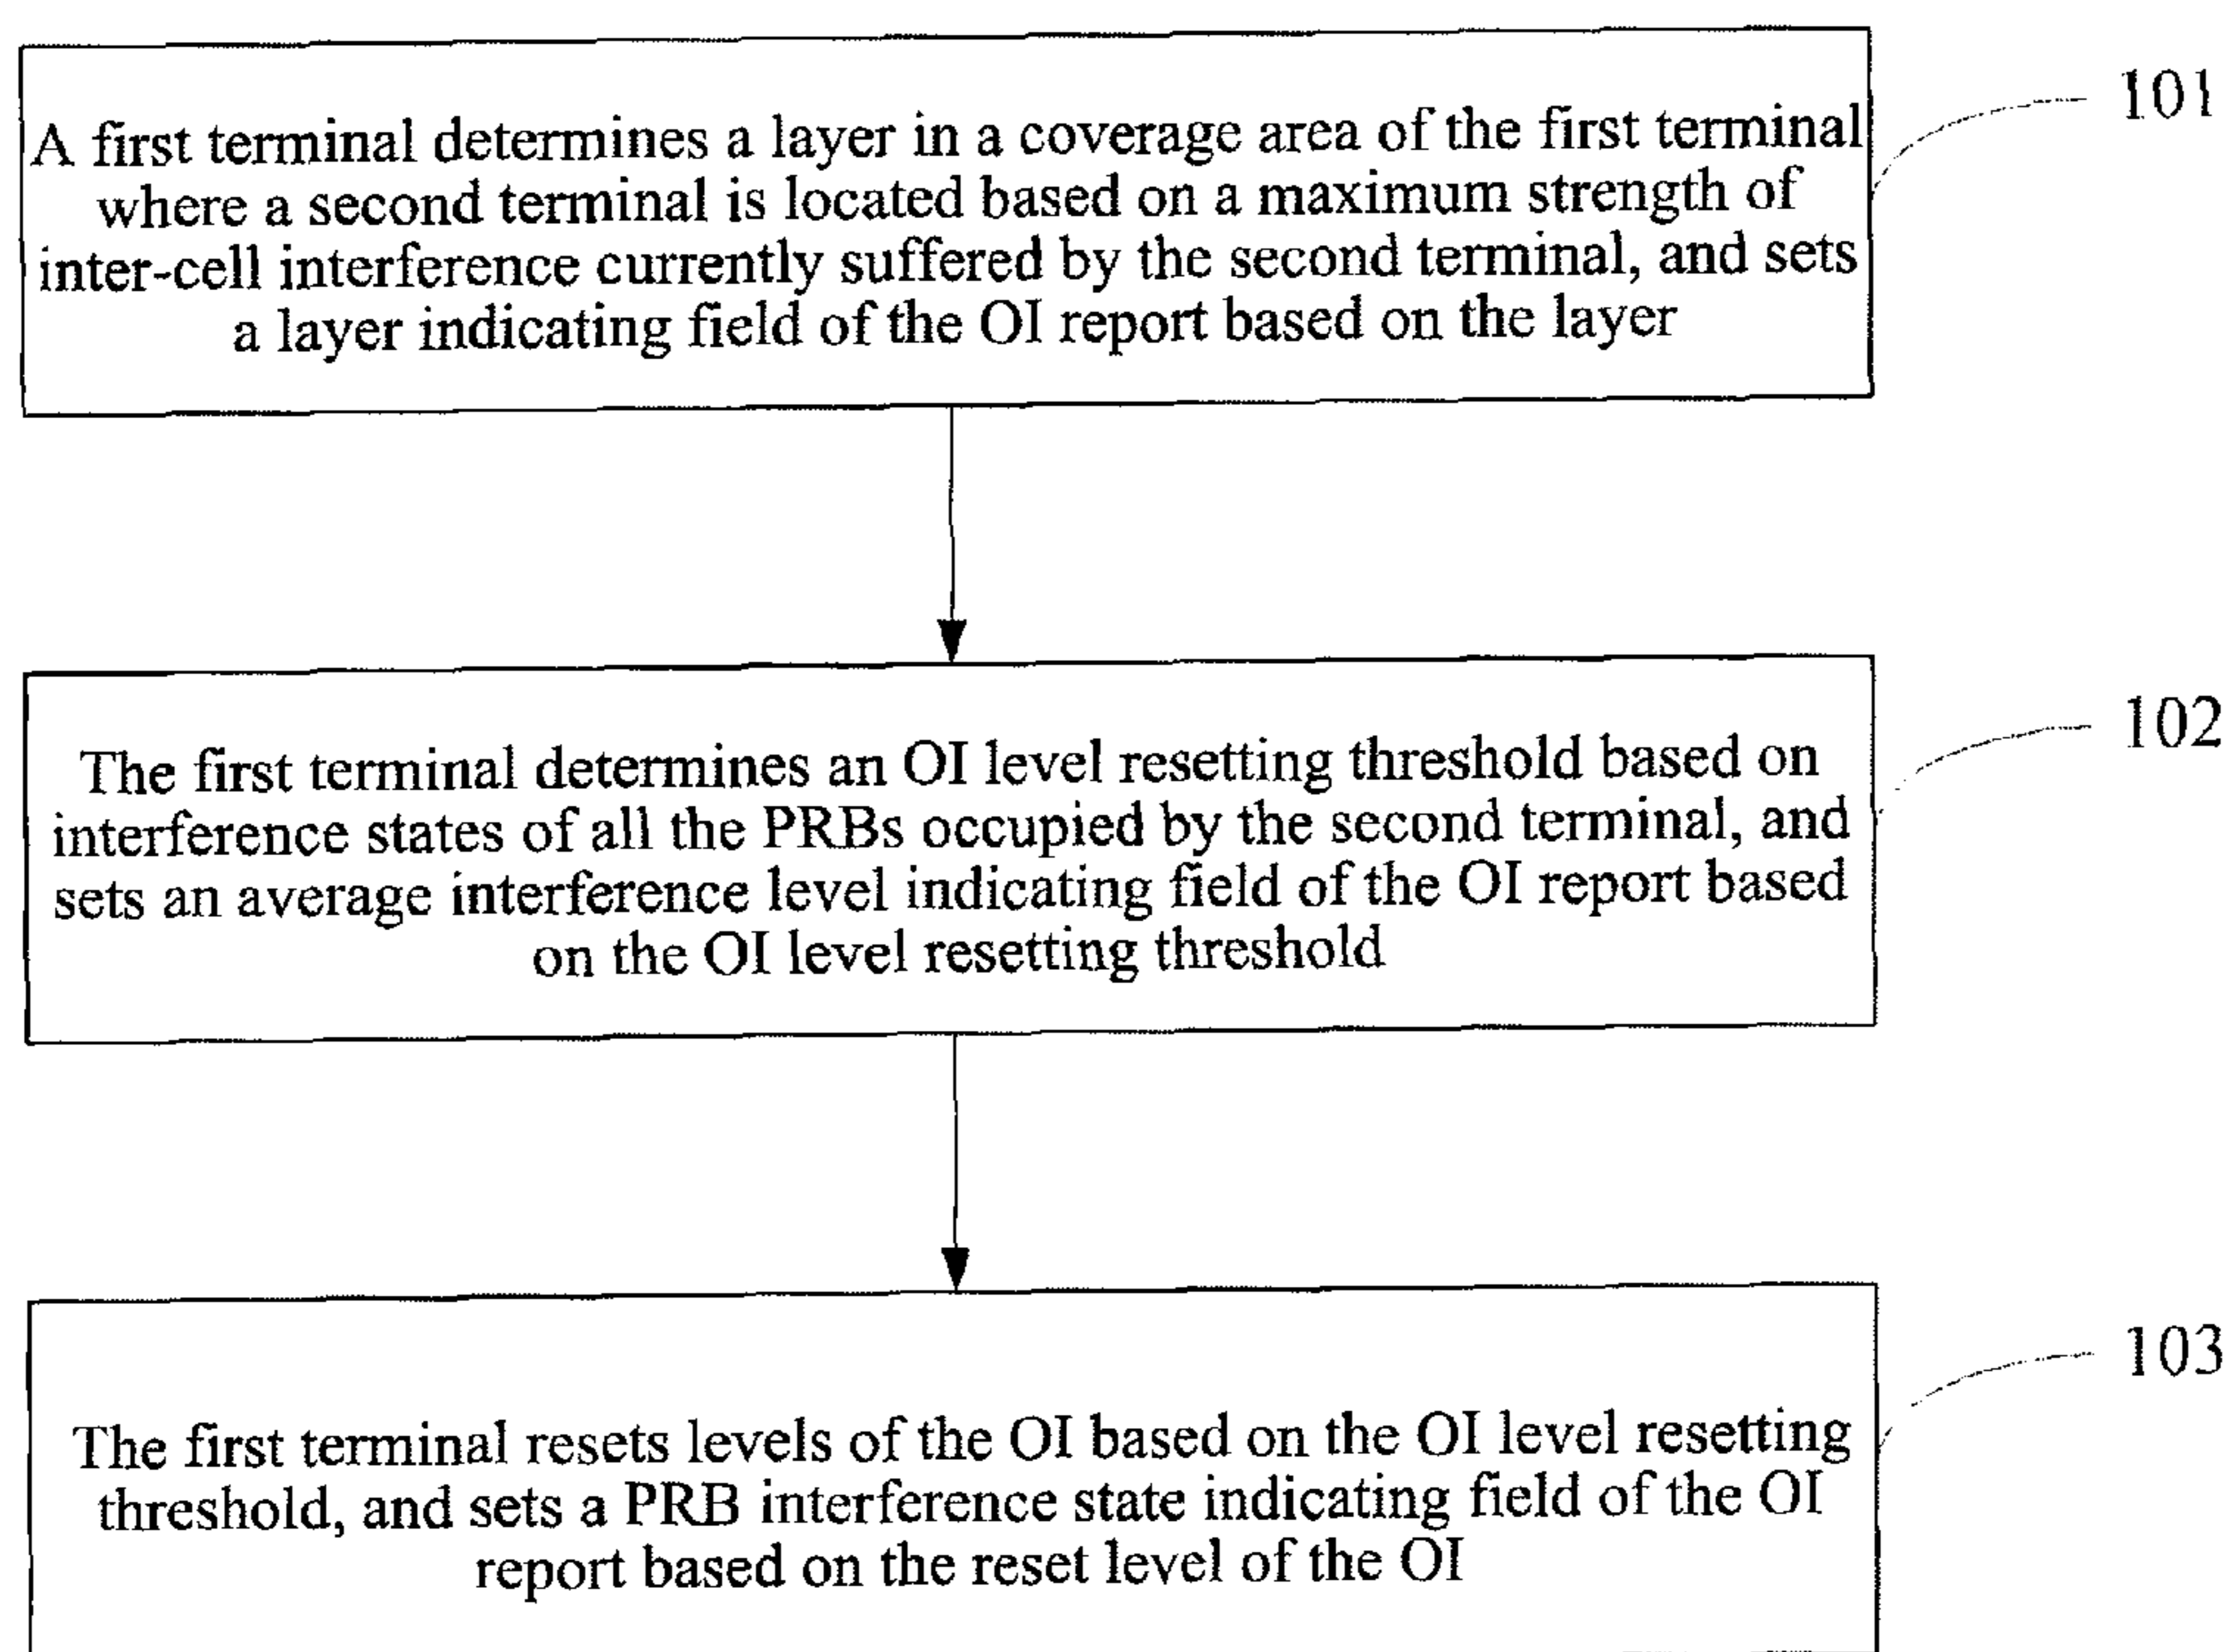 101
A first terminal determines a layer in a coverage area of the first terminal
where a second terminal is located based on a maximum strength of
inter-cell interference currently suffered by the second terminal, and sets
a layer indicating field of the OI report based on the layer
102
The first terminal determines an OI level resetting threshold based on
interference states of all the PRBs occupied by the second terminal, and
sets an average interference level indicating field of the OI report based
on the OI level resetting threshold
103
The first terminal resets levels of the OI based on the OI level resetting
threshold, and sets a PRB interference state indicating field of the OI
report based on the reset level of the OI